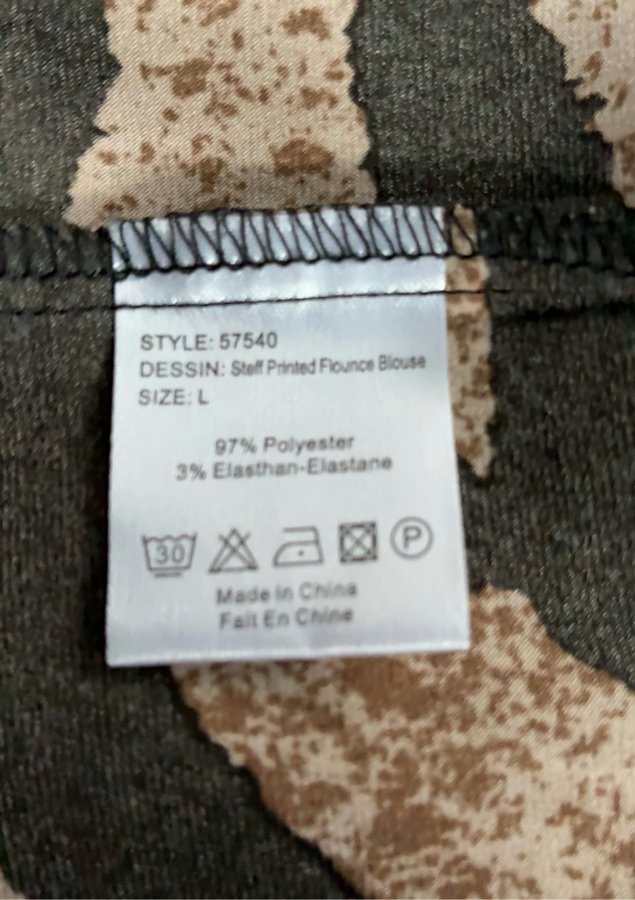 STYLE: 57540
DESSIN: Steff Printed Flounce Blouse
SIZE: L
97% Polyester
3% Elasthan-Elastane
30
P
Made In China
Fait En Chine